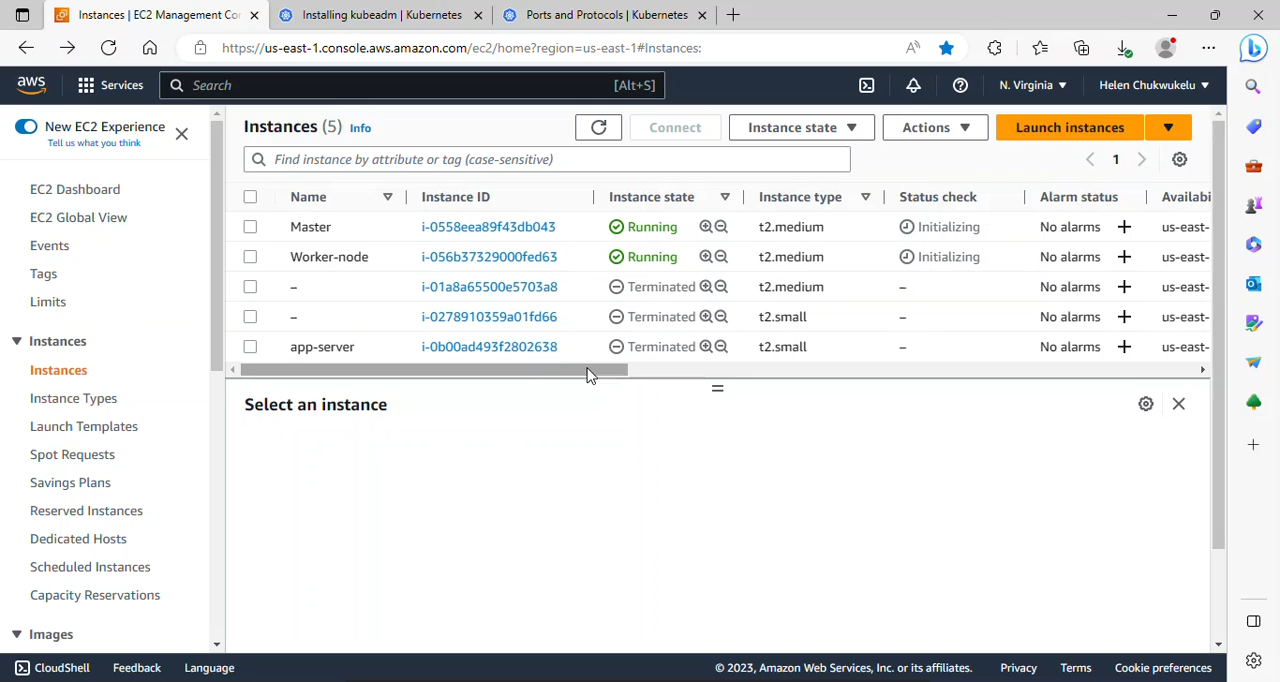 Instances | EC2 Management Cor
Installing kubeadm | Kubernetes
Ports and Protocols | Kubernetes
https://us-east-1.console.aws.amazon.com/ec2/home?region=us-east-1#Instances:
aws
Services
Search
[Alt+S]
N. Virginia
Helen Chukwukelu
New EC2 Experience
Tell us what you think
EC2 Dashboard
EC2 Global View
Events
Tags
Limits
Instances
Instances
Instance Types
Launch Templates
Spot Requests
Savings Plans
Reserved Instances
Dedicated Hosts
Scheduled Instances
Capacity Reservations
Images
Instances (5) Info
Connect
Instance state
Actions
Launch instances
Find instance by attribute or tag (case-sensitive)
1
Name Instance ID Instance state Instance type Status check Alarm status Availabi
Master i-0558eea89f43db043 Running t2.medium Initializing No alarms + us-east-
Worker-node i-056b37329000fed63 Running t2.medium Initializing No alarms + us-east-
– i-01a8a65500e5703a8 Terminated t2.medium – No alarms + us-east-
– i-0278910359a01fd66 Terminated t2.small – No alarms + us-east-
app-server i-0b00ad493f2802638 Terminated t2.small – No alarms + us-east-
Select an instance
CloudShell Feedback Language
© 2023, Amazon Web Services, Inc. or its affiliates. Privacy Terms Cookie preferences